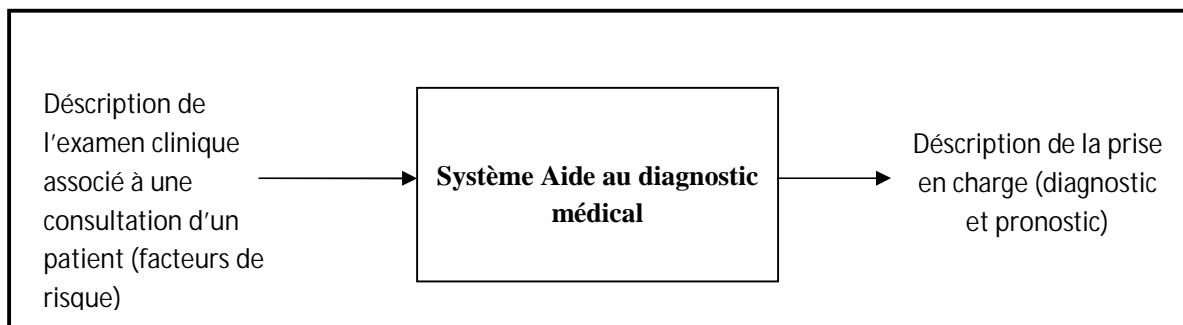 Déscription de
l'examen clinique
associé à une
consultation d'un
patient (facteurs de
risque)
Système Aide au diagnostic
médical
Déscription de la prise
en charge (diagnostic
et pronostic)